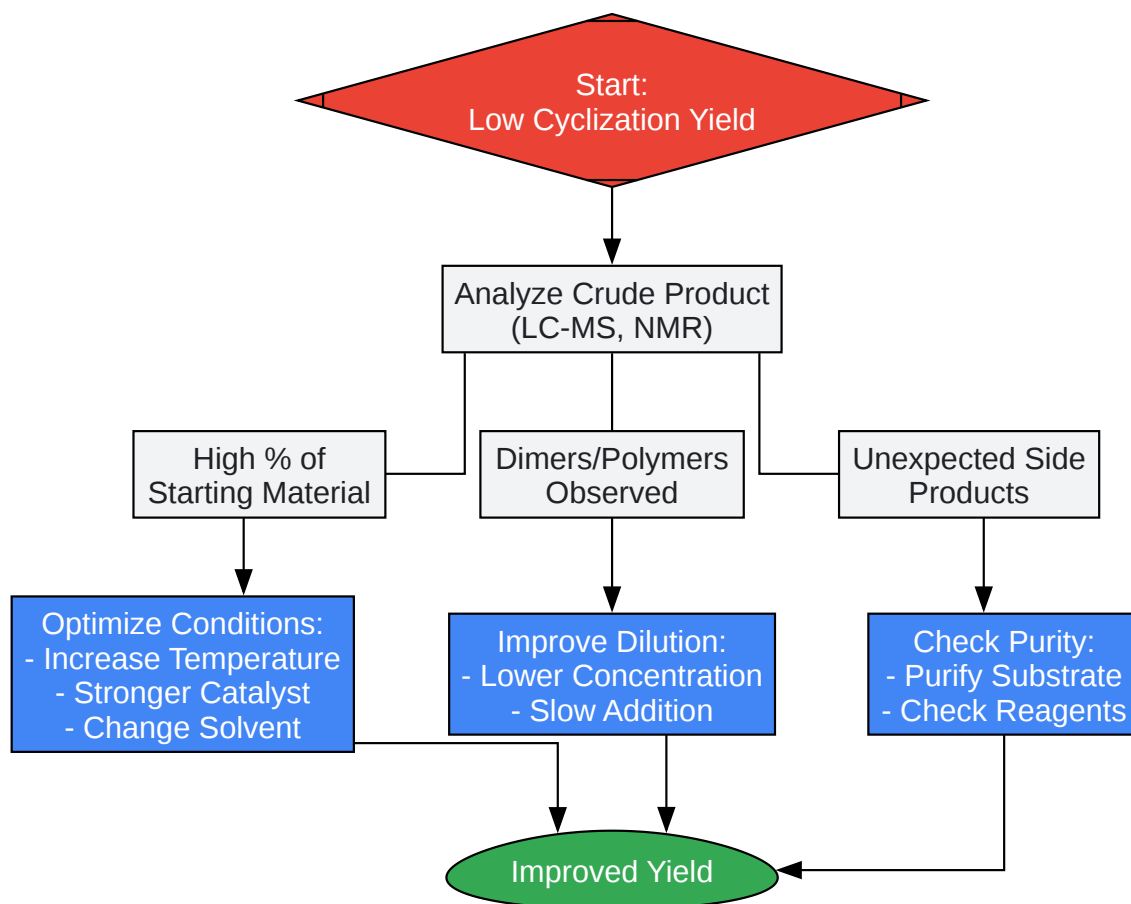 Start:
Low Cyclization Yield
Analyze Crude Product
(LC-MS, NMR)
High % of
Starting Material
Dimers/Polymers
Observed
Unexpected Side
Products
Optimize Conditions:
- Increase Temperature
- Stronger Catalyst
- Change Solvent
Improve Dilution:
- Lower Concentration
- Slow Addition
Check Purity:
- Purify Substrate
- Check Reagents
Improved Yield